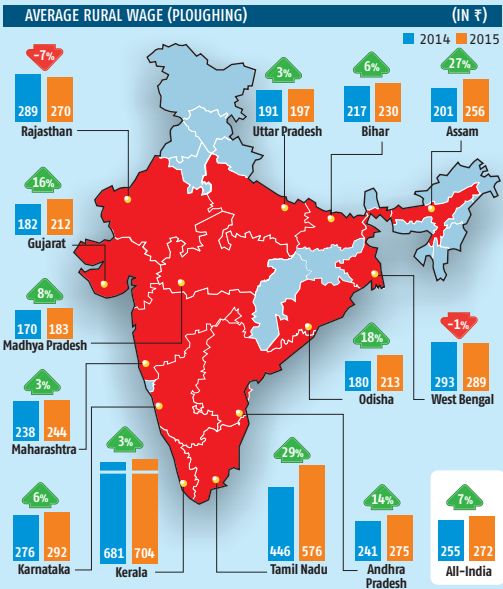 AVERAGE RURAL WAGE (PLOUGHING) (IN ₹)
2014 2015
-7%
289 270
Rajasthan
3%
191 197
Uttar Pradesh
6%
217 230
Bihar
27%
201 256
Assam
16%
182 212
Gujarat
8%
170 183
Madhya Pradesh
18%
180 213
Odisha
-1%
293 289
West Bengal
3%
238 244
Maharashtra
6%
276 292
Karnataka
3%
681 704
Kerala
29%
446 576
Tamil Nadu
14%
241 275
Andhra
Pradesh
7%
255 272
All-India